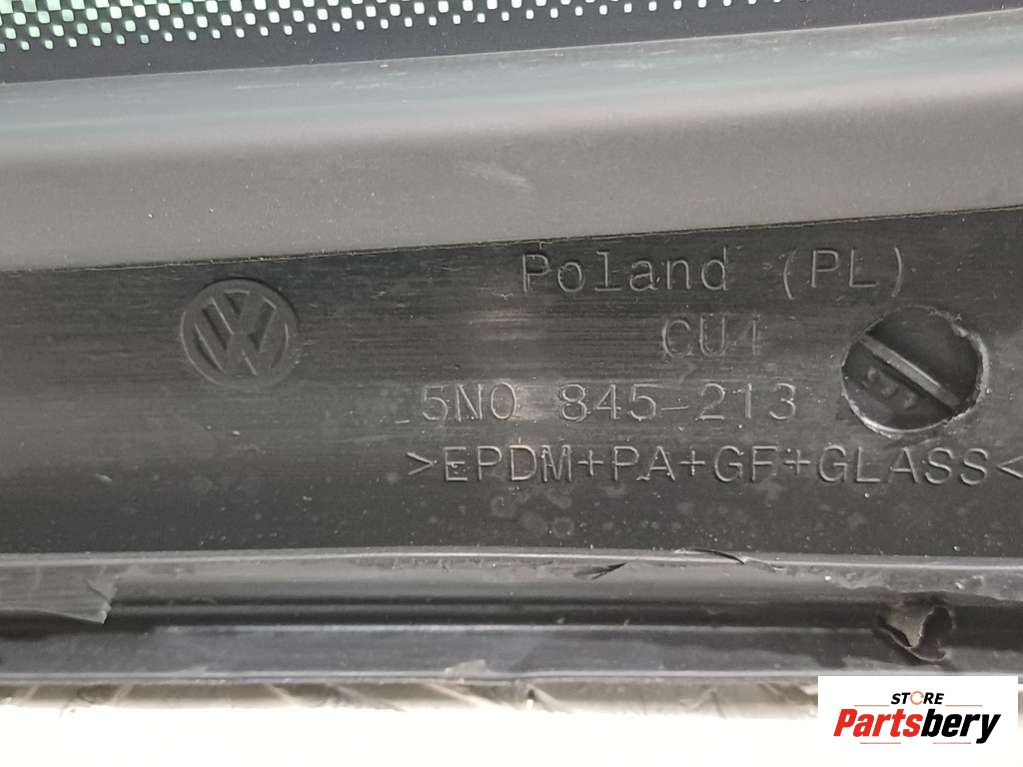 Poland (PL)
CU4
5N0 845-213
>EPDM+PA+GF+GLASS<
STORE
Partsbery